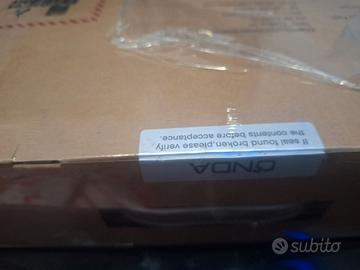 If seal found broken,please verify
the contents before acceptance.
ONDA
subito